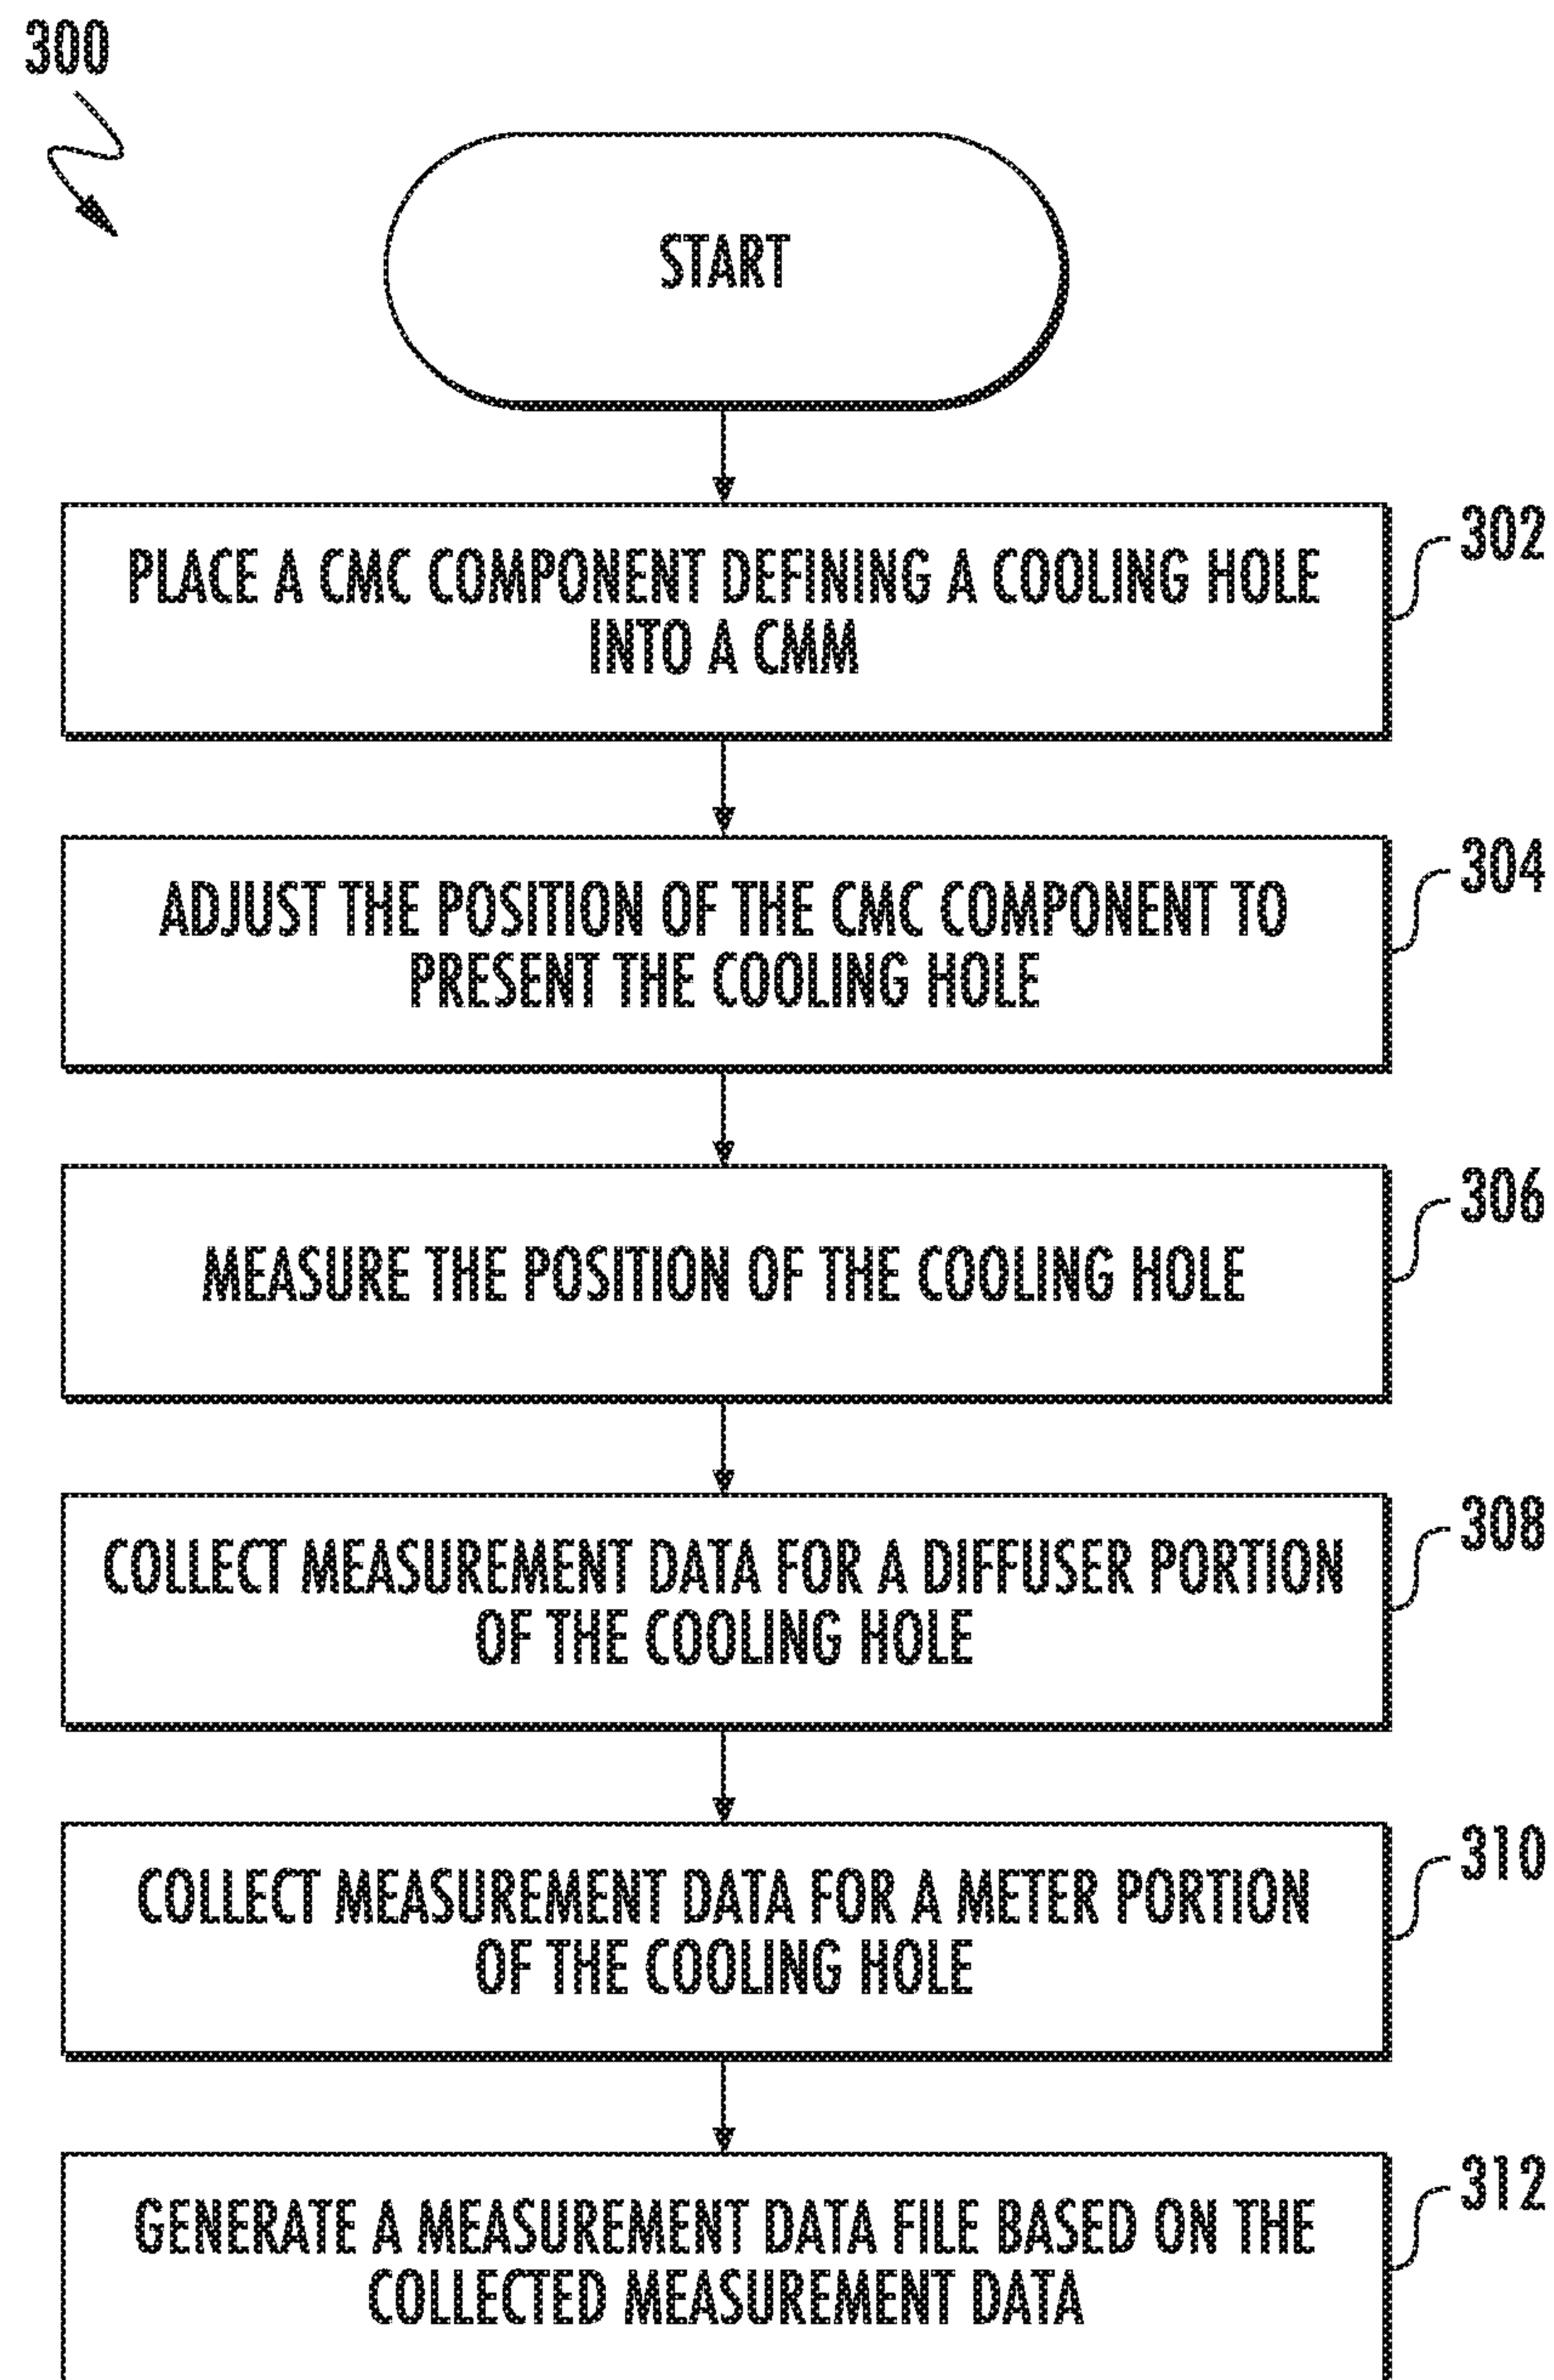 300
START
PLACE A CMC COMPONENT DEFINING A COOLING HOLE
INTO A CMM
302
ADJUST THE POSITION OF THE CMC COMPONENT TO
PRESENT THE COOLING HOLE
304
MEASURE THE POSITION OF THE COOLING HOLE
306
COLLECT MEASUREMENT DATA FOR A DIFFUSER PORTION
OF THE COOLING HOLE
308
COLLECT MEASUREMENT DATA FOR A METER PORTION
OF THE COOLING HOLE
310
GENERATE A MEASUREMENT DATA FILE BASED ON THE
COLLECTED MEASUREMENT DATA
312